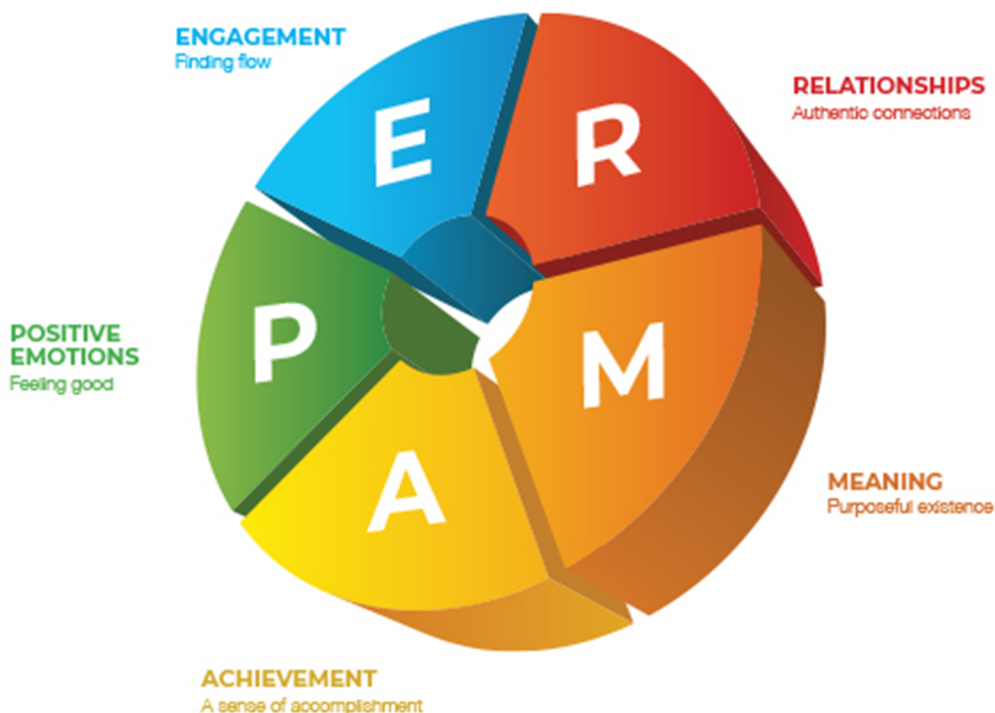 ENGAGEMENT
Finding flow
RELATIONSHIPS
Authentic connections
E
R
P
M
A
POSITIVE
EMOTIONS
Feeling good
MEANING
Purposeful existence
ACHIEVEMENT
A sense of accomplishment